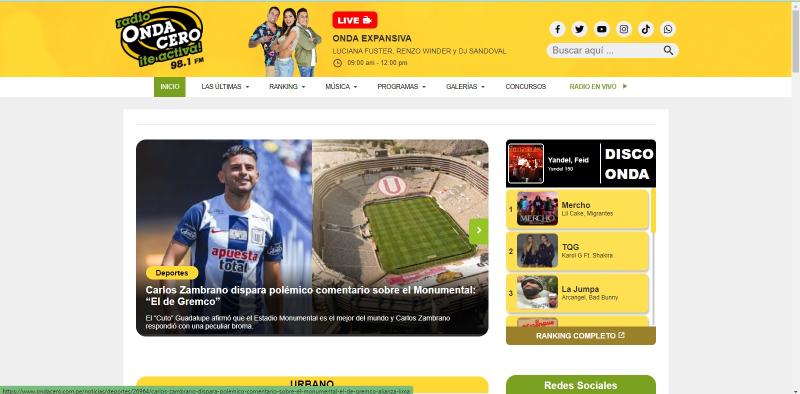 radio
ONDA
CERO
¡te activa!
98.1 FM
LIVE
ONDA EXPANSIVA
LUCIANA FUSTER, RENZO WINDER y DJ SANDOVAL
09:00 am - 12:00 pm
Buscar aquí ...
INICIO
LAS ÚLTIMAS
RANKING
MÚSICA
PROGRAMAS
GALERÍAS
CONCURSOS
RADIO EN VIVO
apuesta
total
Deportes
Carlos Zambrano dispara polémico comentario sobre el Monumental:
“El de Gremco”
El "Cuto" Guadalupe afirmó que el Estadio Monumental es el mejor del mundo y Carlos Zambrano
respondió con una peculiar broma.
Yandel, Feid
Yandel 150
DISCO
ONDA
1
MERCHO
Mercho
Lil Cake, Migrantes
2
TQG
Karol G Ft. Shakira
3
La Jumpa
Arcangel, Bad Bunny
RANKING COMPLETO
URBANO
Redes Sociales
https://www.ondacero.com.pe/noticias/deportes/26964/carlos-zambrano-dispara-polemico-comentario-sobre-el-monumental-el-de-gremco-alianza-lima